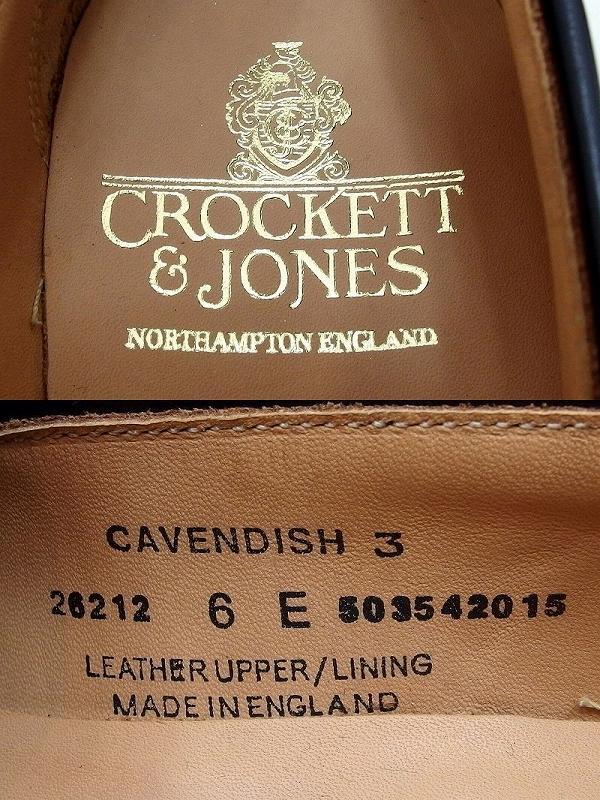 CROCKETT
& JONES
NORTHAMPTON ENGLAND
CAVENDISH 3
26212 6 E 503542015
LEATHER UPPER/LINING
MADE IN ENGLAND